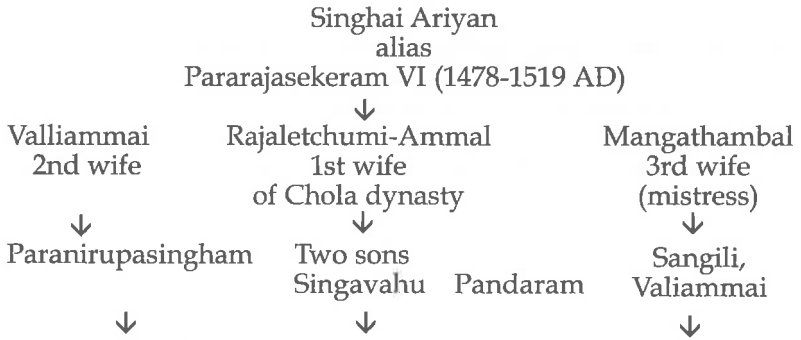 Singhai Ariyan
alias
Pararajasekeram VI (1478-1519 AD)
↓
Valliammai Rajaletchumi-Ammal Mangathambal
2nd wife 1st wife 3rd wife
of Chola dynasty (mistress)
↓ ↓ ↓
Paranirupasingham Two sons Sangili,
Singavahu Pandaram Valiammai
↓ ↓ ↓